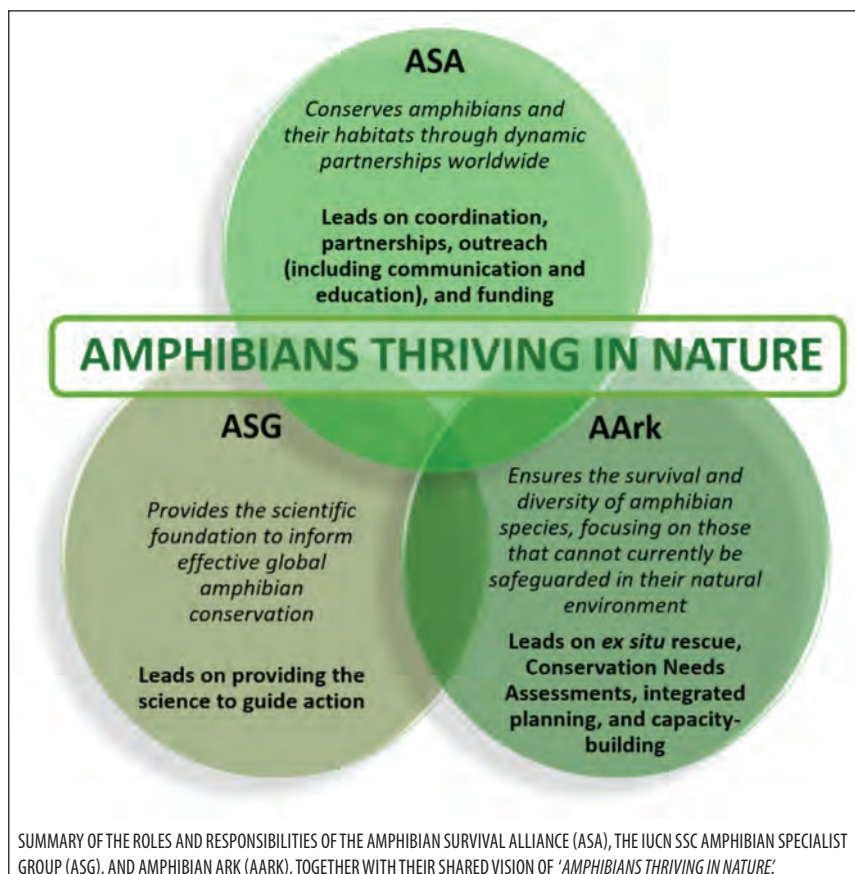 ASA
Conserves amphibians and
their habitats through dynamic
partnerships worldwide
Leads on coordination,
partnerships, outreach
(including communication and
education), and funding
AMPHIBIANS THRIVING IN NATURE
ASG
Provides the scientific
foundation to inform
effective global
amphibian
conservation
Leads on providing the
science to guide action
AArk
Ensures the survival and
diversity of amphibian
species, focusing on those
that cannot currently be
safeguarded in their natural
environment
Leads on ex situ rescue,
Conservation Needs
Assessments, integrated
planning, and capacity-
building
SUMMARY OF THE ROLES AND RESPONSIBILITIES OF THE AMPHIBIAN SURVIVAL ALLIANCE (ASA), THE IUCN SSC AMPHIBIAN SPECIALIST
GROUP (ASG), AND AMPHIBIAN ARK (AARK), TOGETHER WITH THEIR SHARED VISION OF ‘AMPHIBIANS THRIVING IN NATURE’.